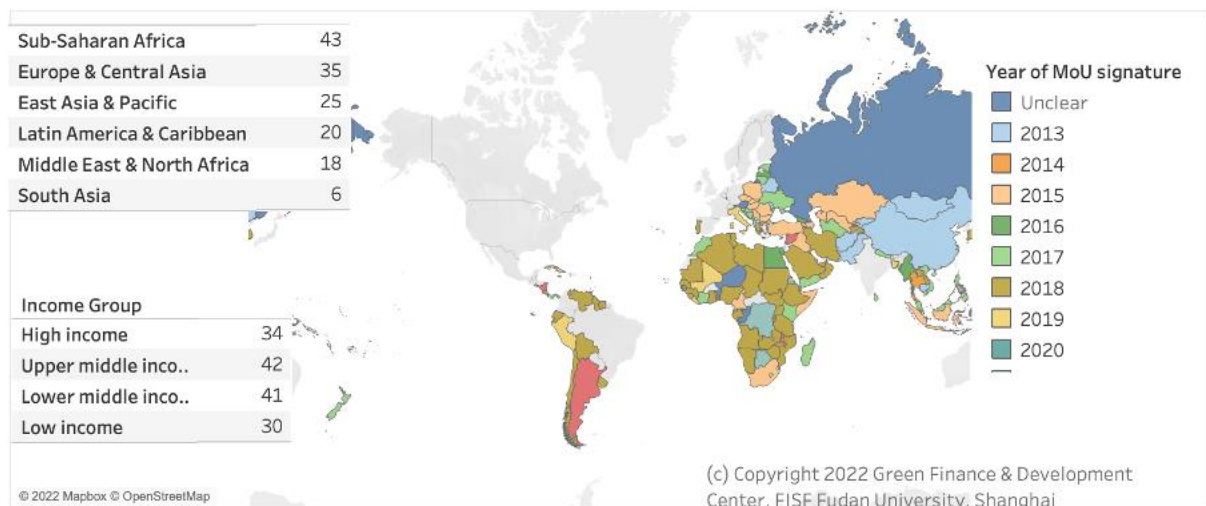 Sub-Saharan Africa 43
Europe & Central Asia 35
East Asia & Pacific 25
Latin America & Caribbean 20
Middle East & North Africa 18
South Asia 6
Income Group
High income 34
Upper middle inco.. 42
Lower middle inco.. 41
Low income 30
Year of MoU signature
Unclear
2013
2014
2015
2016
2017
2018
2019
2020
(c) Copyright 2022 Green Finance & Development
Center, FISF Fudan University, Shanghai
© 2022 Mapbox © OpenStreetMap